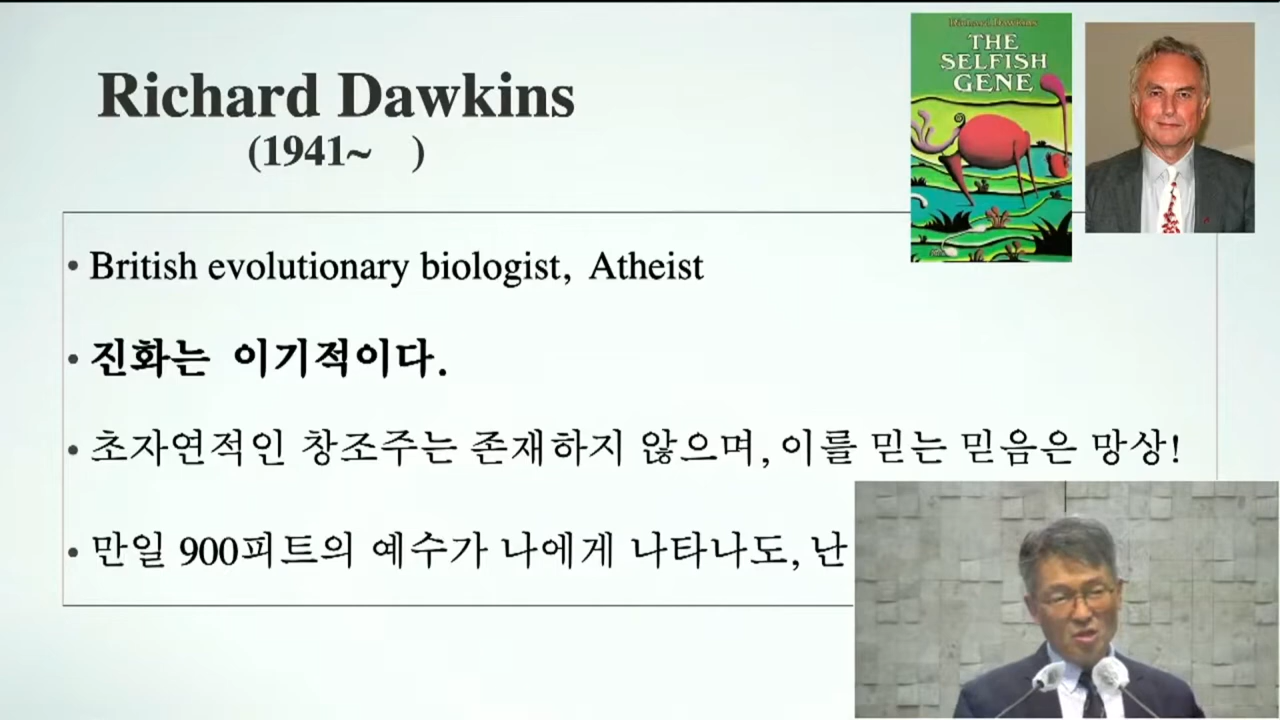 Richard Dawkins
(1941~ )
Richard Dawkins
THE
SELFISH
GENE
• British evolutionary biologist, Atheist
• 진화는 이기적이다.
• 초자연적인 창조주는 존재하지 않으며, 이를 믿는 믿음은 망상!
• 만일 900피트의 예수가 나에게 나타나도, 난